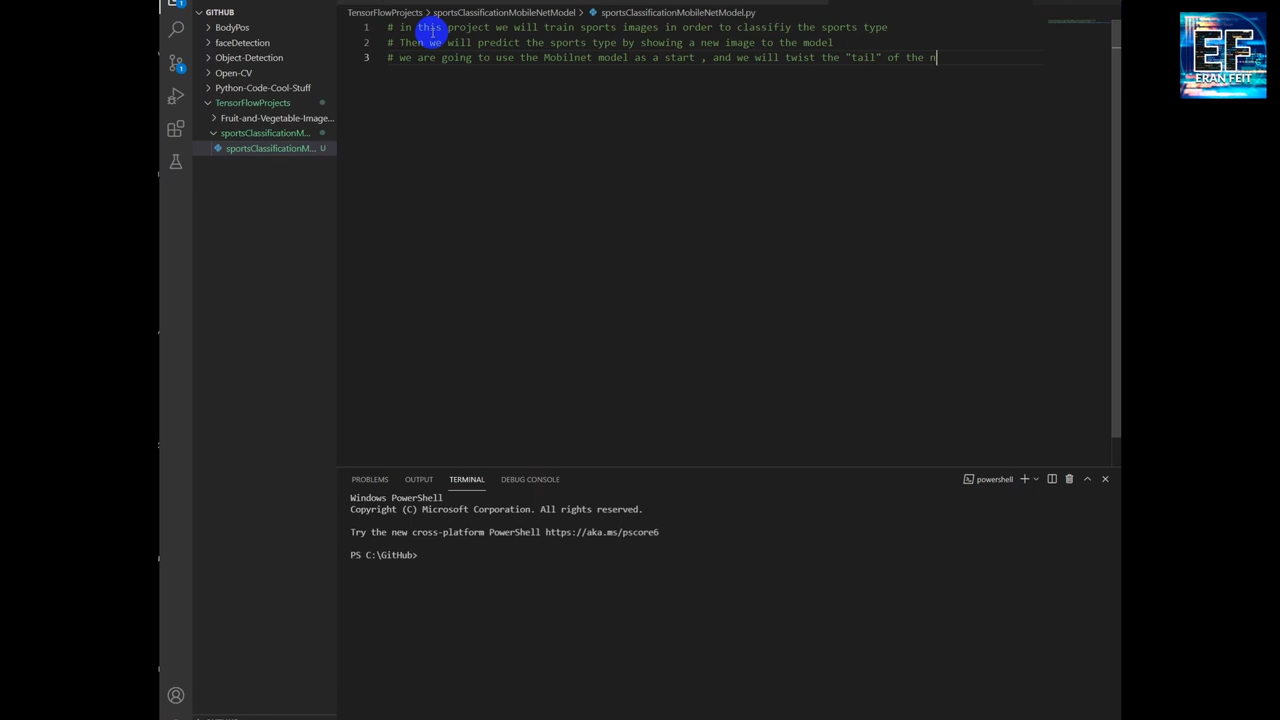 GITHUB
BodyPos
faceDetection
Object-Detection
Open-CV
Python-Code-Cool-Stuff
TensorFlowProjects
Fruit-and-Vegetable-Image...
sportsClassificationM...
sportsClassificationM... U
1
1
TensorFlowProjects > sportsClassificationMobileNetModel > sportsClassificationMobileNetModel.py
1 # in this project we will train sports images in order to classifiy the sports type
2 # Then we will predict the sports type by showing a new image to the model
3 # we are going to use the Mobilnet model as a start , and we will twist the "tail" of the n
PROBLEMS OUTPUT TERMINAL DEBUG CONSOLE powershell
Windows PowerShell
Copyright (C) Microsoft Corporation. All rights reserved.
Try the new cross-platform PowerShell https://aka.ms/pscore6
PS C:\GitHub>
EF
ERAN FEIT